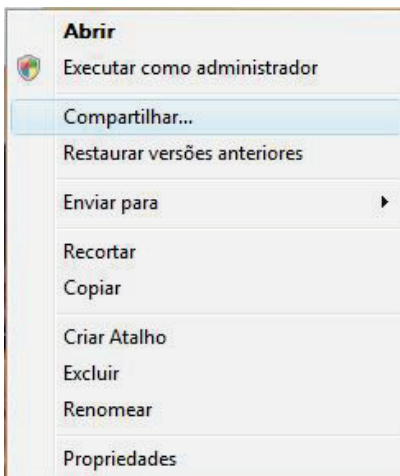 Abrir
Executar como administrador
Compartilhar...
Restaurar versões anteriores
Enviar para
Recortar
Copiar
Criar Atalho
Excluir
Renomear
Propriedades